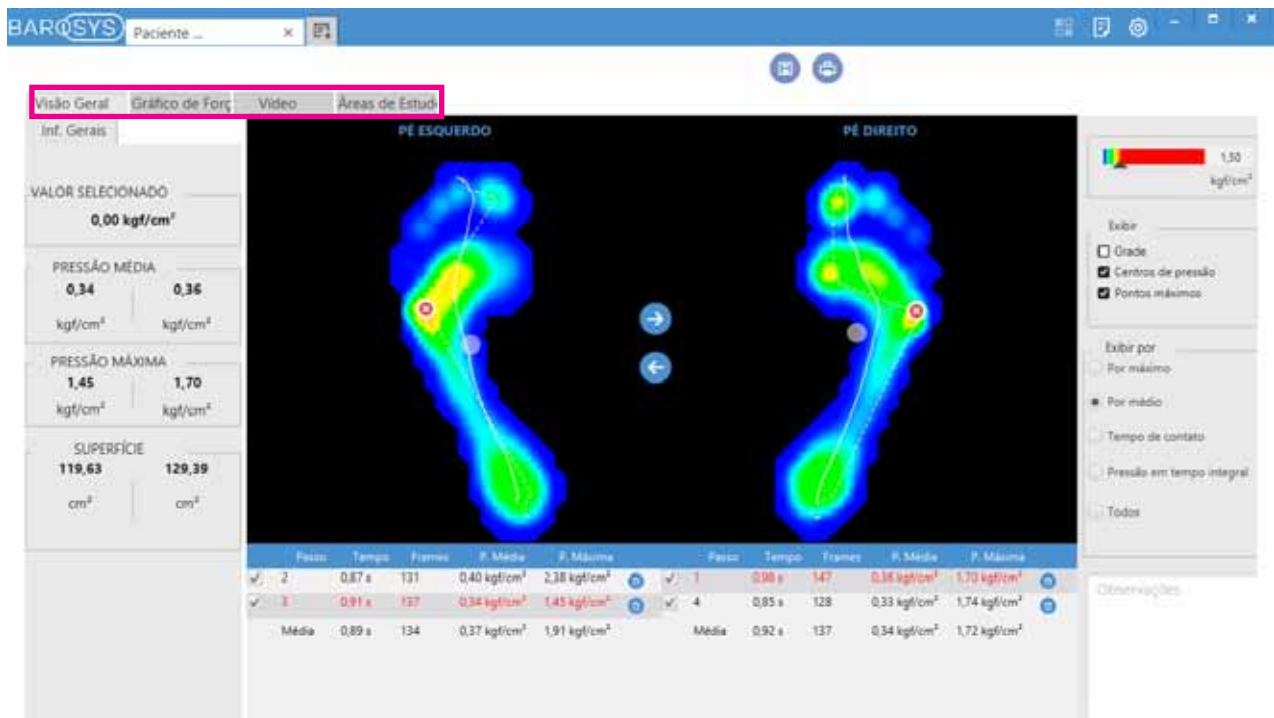 BAROSYS Paciente ...
Visão Geral Gráfico de Forç Vídeo Áreas de Estud
Inf. Gerais
PÉ ESQUERDO PÉ DIREITO
VALOR SELECIONADO
0,00 kgf/cm²
PRESSÃO MÉDIA
0,34 0,36
kgf/cm² kgf/cm²
PRESSÃO MÁXIMA
1,45 1,70
kgf/cm² kgf/cm²
SUPERFÍCIE
119,63 129,39
cm² cm²
1,50
kgf/cm²
Exibir
Grade
Centros de pressão
Pontos máximos
Exibir por
Por máximo
Por médio
Tempo de contato
Pressão em tempo integral
Todos
Observações
Passo Tempo Frames P. Média P. Máxima Passo Tempo Frames P. Média P. Máxima
2 0,87 s 131 0,40 kgf/cm² 2,38 kgf/cm² 1 0,98 s 147 0,36 kgf/cm² 1,70 kgf/cm²
3 0,91 s 137 0,34 kgf/cm² 1,45 kgf/cm² 4 0,85 s 128 0,33 kgf/cm² 1,74 kgf/cm²
Média 0,89 s 134 0,37 kgf/cm² 1,91 kgf/cm² Média 0,92 s 137 0,34 kgf/cm² 1,72 kgf/cm²